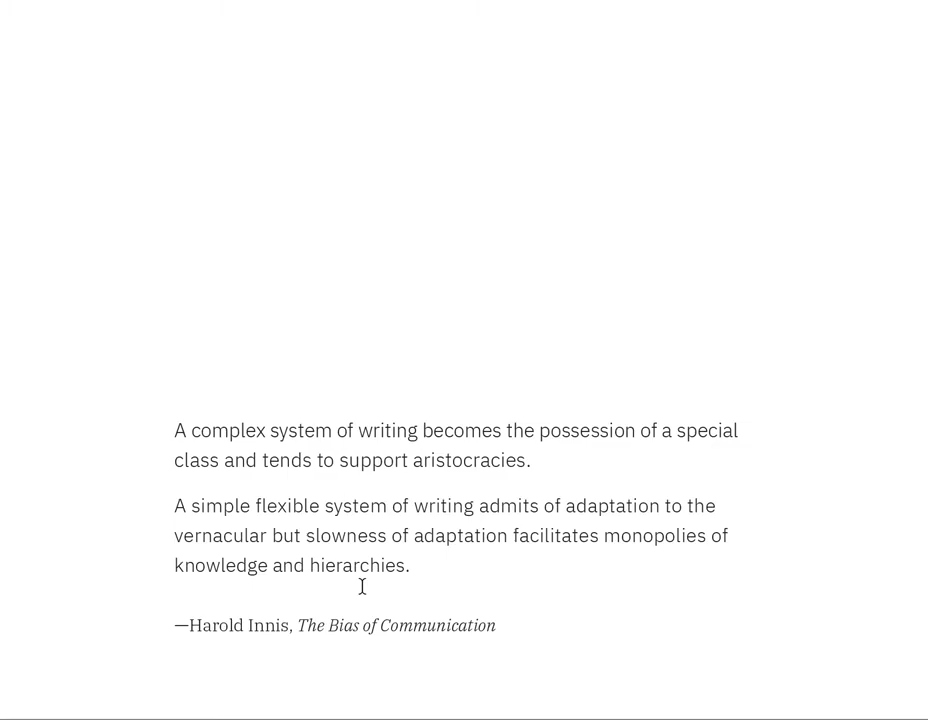 A complex system of writing becomes the possession of a special
class and tends to support aristocracies.
A simple flexible system of writing admits of adaptation to the
vernacular but slowness of adaptation facilitates monopolies of
knowledge and hierarchies.
—Harold Innis, The Bias of Communication